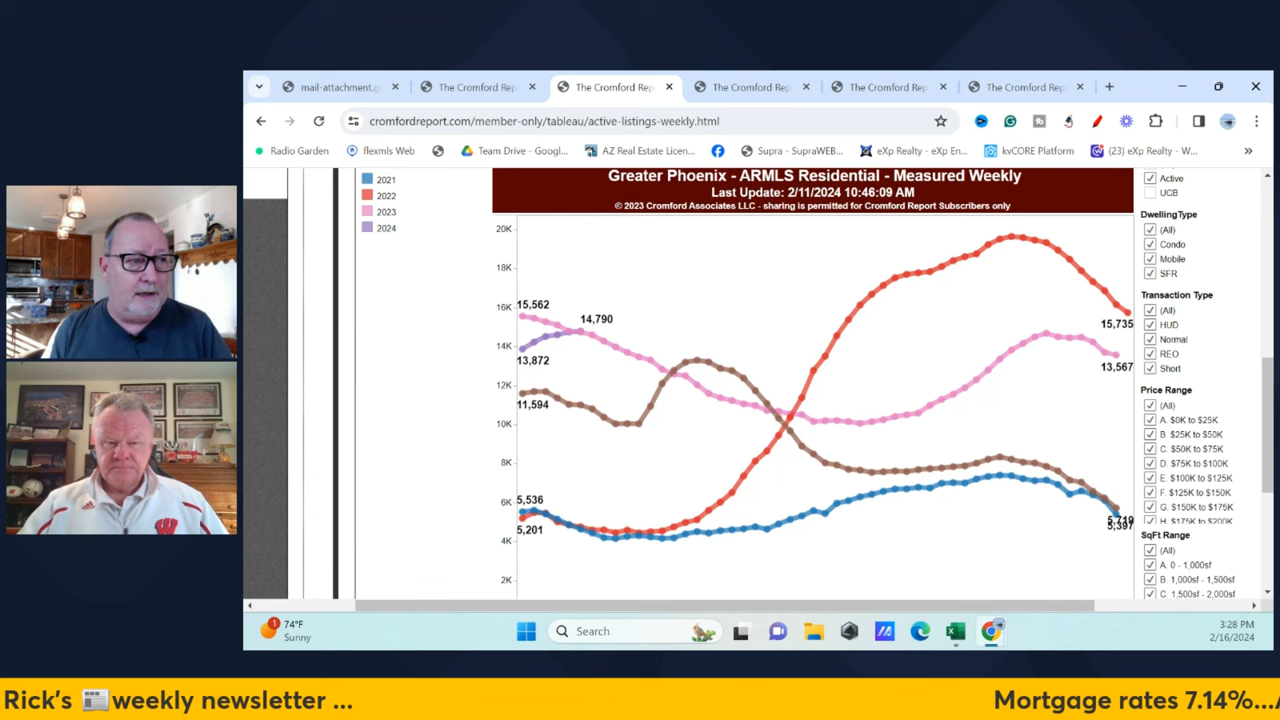 mail-attachment.g
The Cromford Rep
The Cromford Rep
The Cromford Rep
The Cromford Rep
The Cromford Rep
cromfordreport.com/member-only/tableau/active-listings-weekly.html
Radio Garden
flexmls Web
Team Drive - Googl...
AZ Real Estate Licen...
Supra - SupraWEB...
eXp Realty - eXp En...
kvCORE Platform
(23) eXp Realty - W...
2021
2022
2023
2024
Greater Phoenix - ARMLS Residential - Measured Weekly
Last Update: 2/11/2024 10:46:09 AM
© 2023 Cromford Associates LLC - sharing is permitted for Cromford Report Subscribers only
20K
18K
16K
14K
12K
10K
8K
6K
4K
2K
15,562
14,790
13,872
11,594
5,536
5,201
15,735
13,567
5,719
5,397
Active
UCB
DwellingType
(All)
Condo
Mobile
SFR
Transaction Type
(All)
HUD
Normal
REO
Short
Price Range
(All)
A. $0K to $25K
B. $25K to $50K
C. $50K to $75K
D. $75K to $100K
E. $100K to $125K
F. $125K to $150K
G. $150K to $175K
H. $175K to $200K
SqFt Range
(All)
A. 0 - 1,000sf
B. 1,000sf - 1,500sf
C. 1,500sf - 2,000sf
1
74°F
Sunny
Search
3:28 PM
2/16/2024
W
Rick's weekly newsletter ...
Mortgage rates 7.14%...